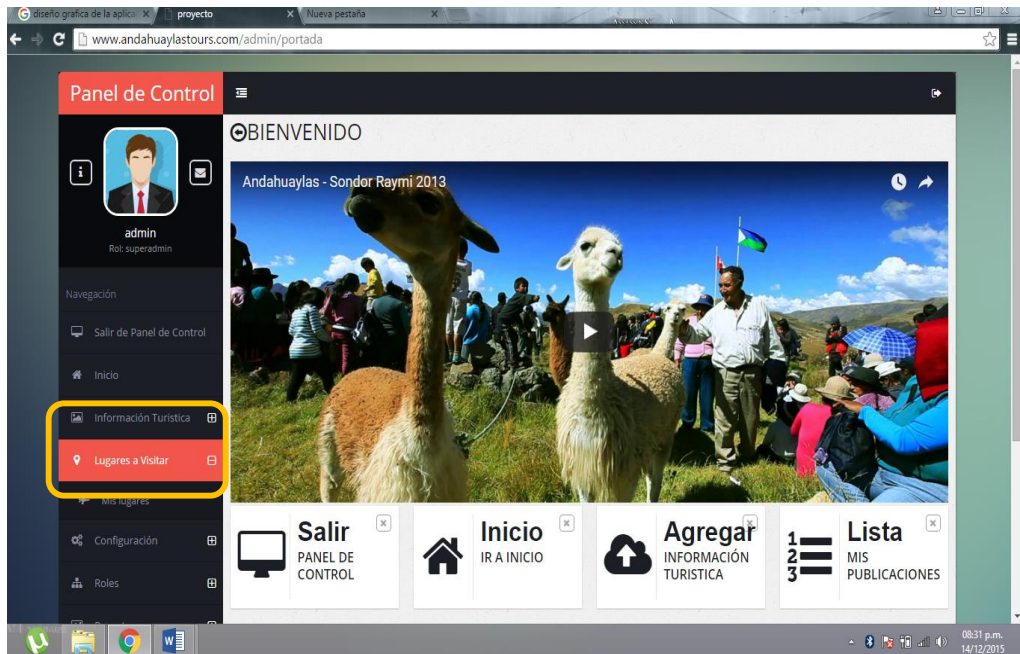 diseño grafica de la aplica
proyecto
Nueva pestaña
www.andahuaylastours.com/admin/portada
Panel de Control
BIENVENIDO
Andahuaylas - Sondor Raymi 2013
admin
Rol: superadmin
Navegación
Salir de Panel de Control
Inicio
Información Turistica
Lugares a Visitar
Mis lugares
Configuración
Roles
Salir
PANEL DE
CONTROL
Inicio
IR A INICIO
Agregar
INFORMACIÓN
TURISTICA
1
2
3
Lista
MIS
PUBLICACIONES
08:31 p.m.
14/12/2015